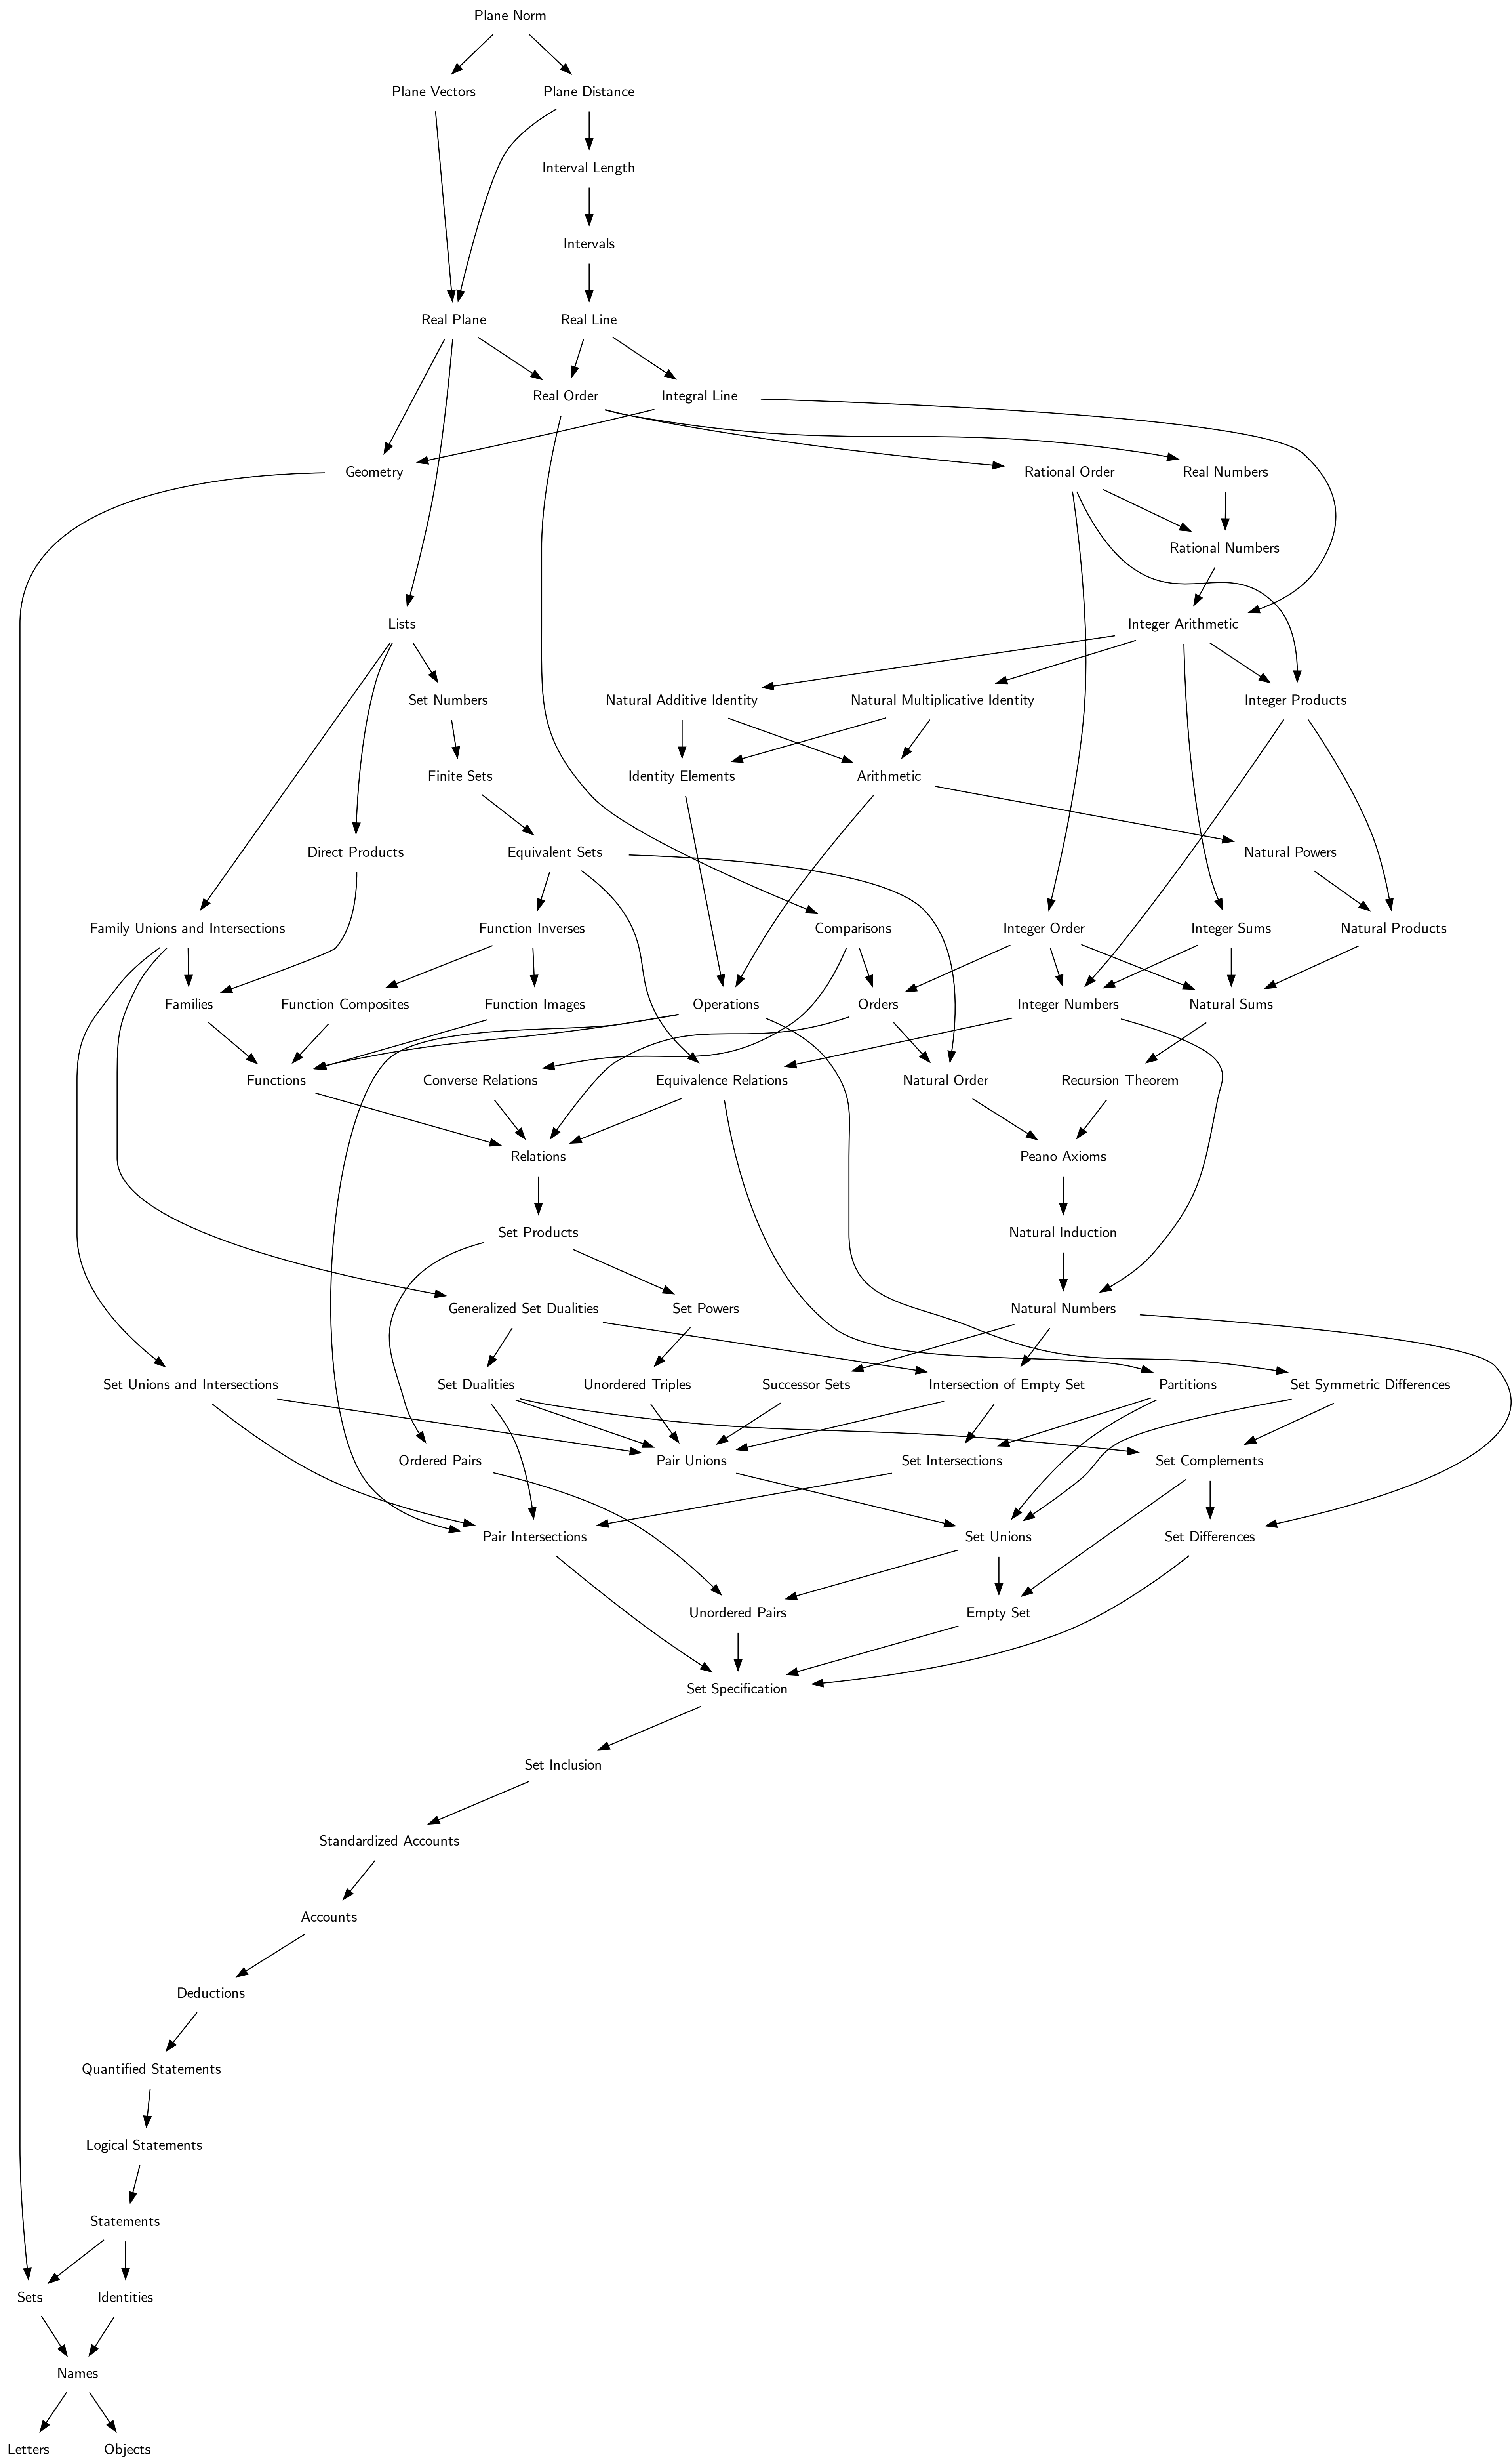 Plane Norm
Plane Vectors
Plane Distance
Interval Length
Intervals
Real Plane
Real Line
Real Order
Integral Line
Geometry
Rational Order
Real Numbers
Rational Numbers
Lists
Integer Arithmetic
Set Numbers
Natural Additive Identity
Natural Multiplicative Identity
Integer Products
Finite Sets
Identity Elements
Arithmetic
Direct Products
Equivalent Sets
Natural Powers
Family Unions and Intersections
Function Inverses
Comparisons
Integer Order
Integer Sums
Natural Products
Families
Function Composites
Function Images
Operations
Orders
Integer Numbers
Natural Sums
Functions
Converse Relations
Equivalence Relations
Natural Order
Recursion Theorem
Relations
Peano Axioms
Set Products
Natural Induction
Generalized Set Dualities
Set Powers
Natural Numbers
Set Unions and Intersections
Set Dualities
Unordered Triples
Successor Sets
Intersection of Empty Set
Partitions
Set Symmetric Differences
Ordered Pairs
Pair Unions
Set Intersections
Set Complements
Pair Intersections
Set Unions
Set Differences
Unordered Pairs
Empty Set
Set Specification
Set Inclusion
Standardized Accounts
Accounts
Deductions
Quantified Statements
Logical Statements
Statements
Sets
Identities
Names
Letters
Objects